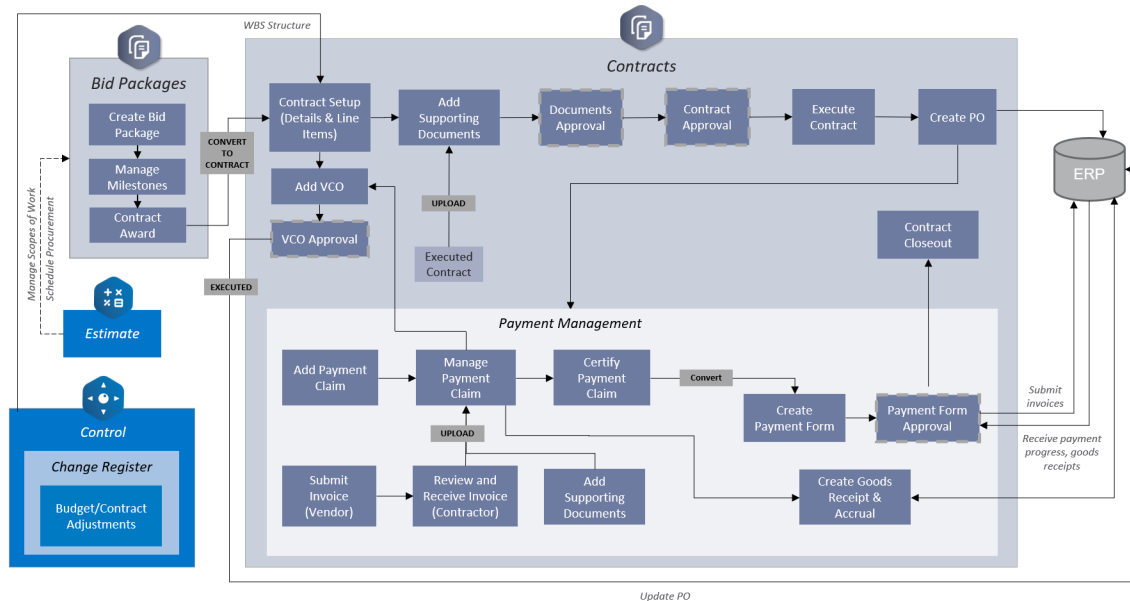 WBS Structure
Bid Packages
Create Bid
Package
Manage
Milestones
Contract
Award
CONVERT
TO
CONTRACT
Manage Scopes of Work
Schedule Procurement
Estimate
Control
Change Register
Budget/Contract
Adjustments
Contracts
Contract Setup
(Details & Line
Items)
Add
Supporting
Documents
Documents
Approval
Contract
Approval
Execute
Contract
Create PO
ERP
Add VCO
VCO Approval
UPLOAD
Executed
Contract
EXECUTED
Contract
Closeout
Payment Management
Add Payment
Claim
Manage
Payment
Claim
Certify
Payment
Claim
Convert
Create
Payment Form
Payment Form
Approval
Submit
invoices
Receive payment
progress, goods
receipts
UPLOAD
Submit
Invoice
(Vendor)
Review and
Receive Invoice
(Contractor)
Add
Supporting
Documents
Create Goods
Receipt &
Accrual
Update PO